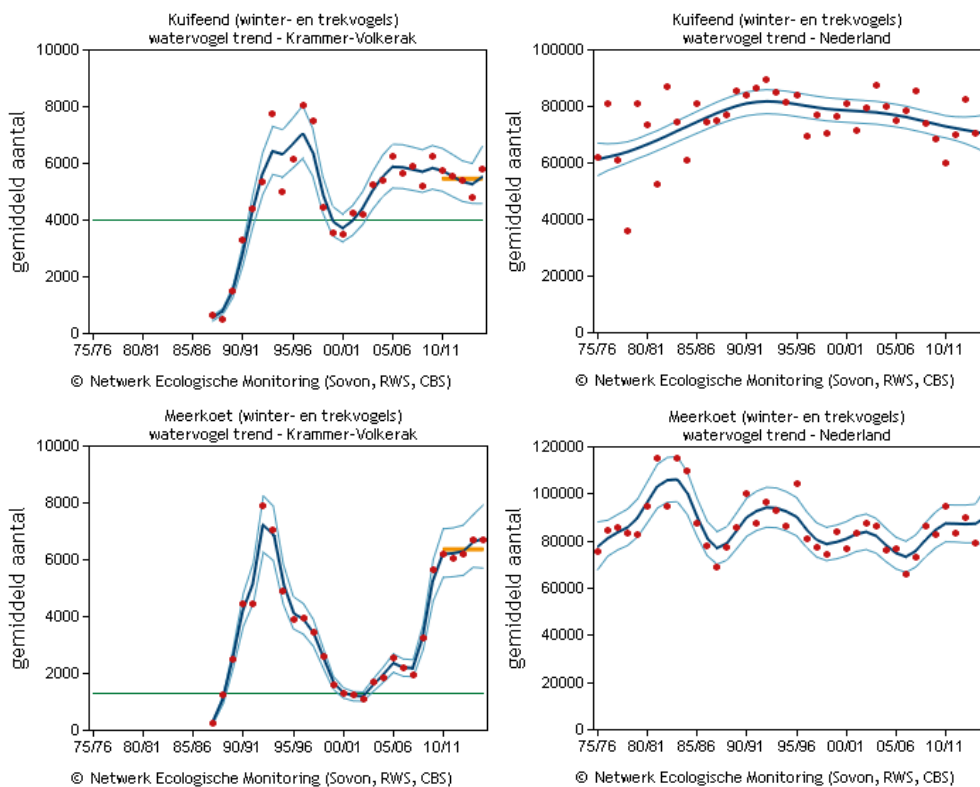 Kuifeend (winter- en trekvogels)
watervogel trend - Krammer-Volkerak
gemiddeld aantal
10000
8000
6000
4000
2000
0
75/76 80/81 85/86 90/91 95/96 00/01 05/06 10/11
© Netwerk Ecologische Monitoring (Sovon, RWS, CBS)
Kuifeend (winter- en trekvogels)
watervogel trend - Nederland
gemiddeld aantal
100000
80000
60000
40000
20000
0
75/76 80/81 85/86 90/91 95/96 00/01 05/06 10/11
© Netwerk Ecologische Monitoring (Sovon, RWS, CBS)
Meerkoet (winter- en trekvogels)
watervogel trend - Krammer-Volkerak
gemiddeld aantal
10000
8000
6000
4000
2000
0
75/76 80/81 85/86 90/91 95/96 00/01 05/06 10/11
© Netwerk Ecologische Monitoring (Sovon, RWS, CBS)
Meerkoet (winter- en trekvogels)
watervogel trend - Nederland
gemiddeld aantal
120000
100000
80000
60000
40000
20000
0
75/76 80/81 85/86 90/91 95/96 00/01 05/06 10/11
© Netwerk Ecologische Monitoring (Sovon, RWS, CBS)